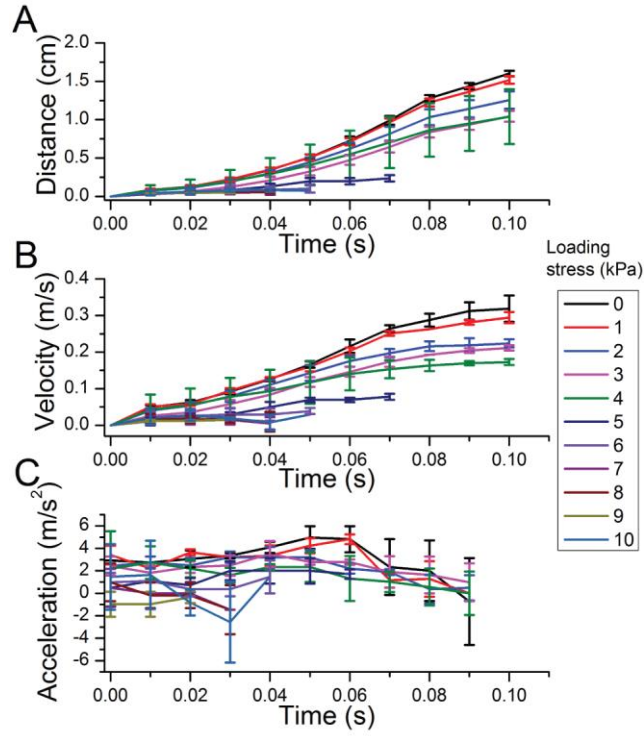 A
Distance (cm)
2.0
1.5
1.0
0.5
0.0
0.00 0.02 0.04 0.06 0.08 0.10
Time (s)
B
Velocity (m/s)
0.4
0.3
0.2
0.1
0.0
0.00 0.02 0.04 0.06 0.08 0.10
Time (s)
C
Acceleration (m/s²)
6
4
2
0
-2
-4
-6
0.00 0.02 0.04 0.06 0.08 0.10
Time (s)
Loading
stress (kPa)
0
1
2
3
4
5
6
7
8
9
10